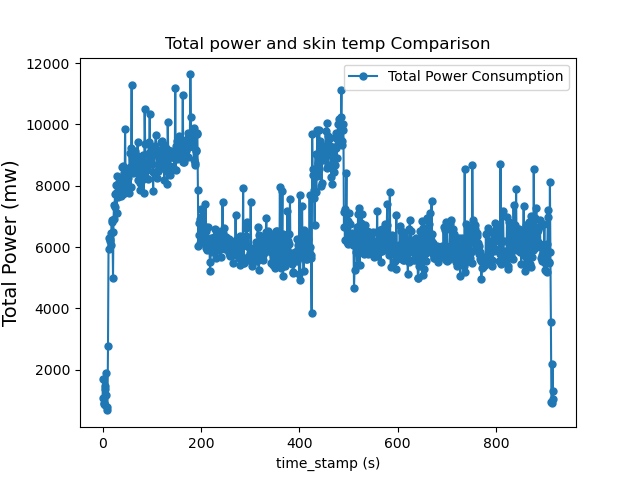 Total power and skin temp Comparison
Total Power Consumption
Total Power (mw)
12000
10000
8000
6000
4000
2000
0 200 400 600 800
time_stamp (s)